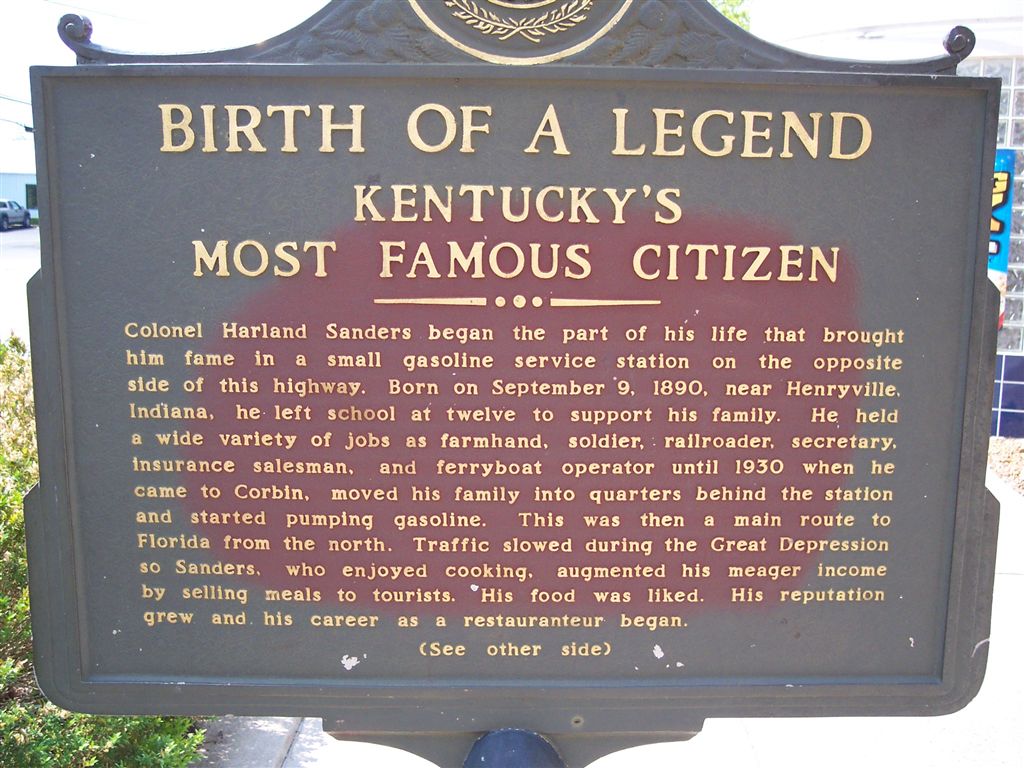 BIRTH OF A LEGEND
KENTUCKY'S
MOST FAMOUS CITIZEN
Colonel Harland Sanders began the part of his life that brought
him fame in a small gasoline service station on the opposite
side of this highway. Born on September 9, 1890, near Henryville,
Indiana, he left school at twelve to support his family. He held
a wide variety of jobs as farmhand, soldier, railroader, secretary,
insurance salesman, and ferryboat operator until 1930 when he
came to Corbin, moved his family into quarters behind the station
and started pumping gasoline. This was then a main route to
Florida from the north. Traffic slowed during the Great Depression
so Sanders, who enjoyed cooking, augmented his meager income
by selling meals to tourists. His food was liked. His reputation
grew and his career as a restauranteur began.
(See other side)